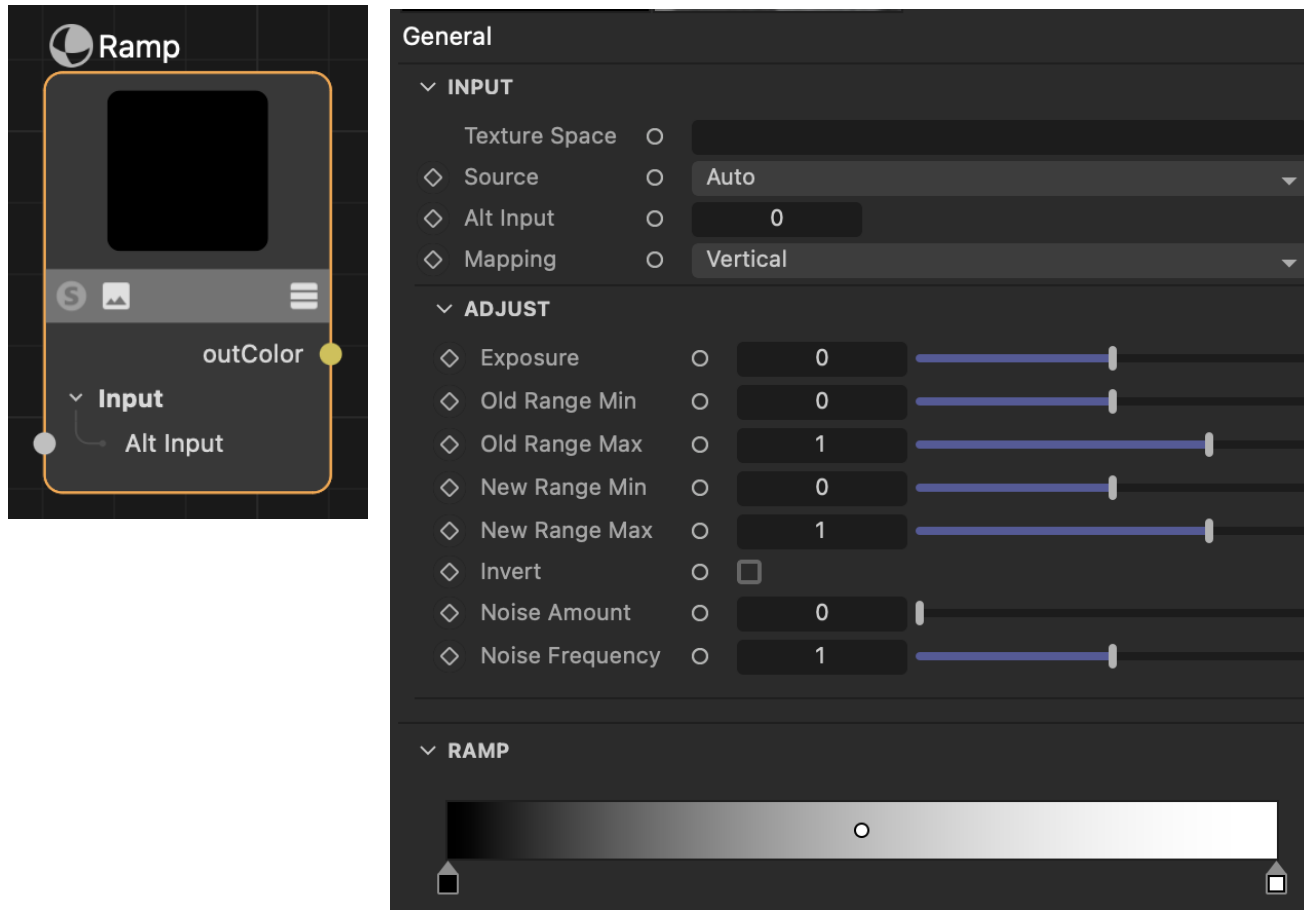 Ramp
S
outColor
Input
Alt Input
General
INPUT
Texture Space
Source Auto
Alt Input 0
Mapping Vertical
ADJUST
Exposure 0
Old Range Min 0
Old Range Max 1
New Range Min 0
New Range Max 1
Invert
Noise Amount 0
Noise Frequency 1
RAMP